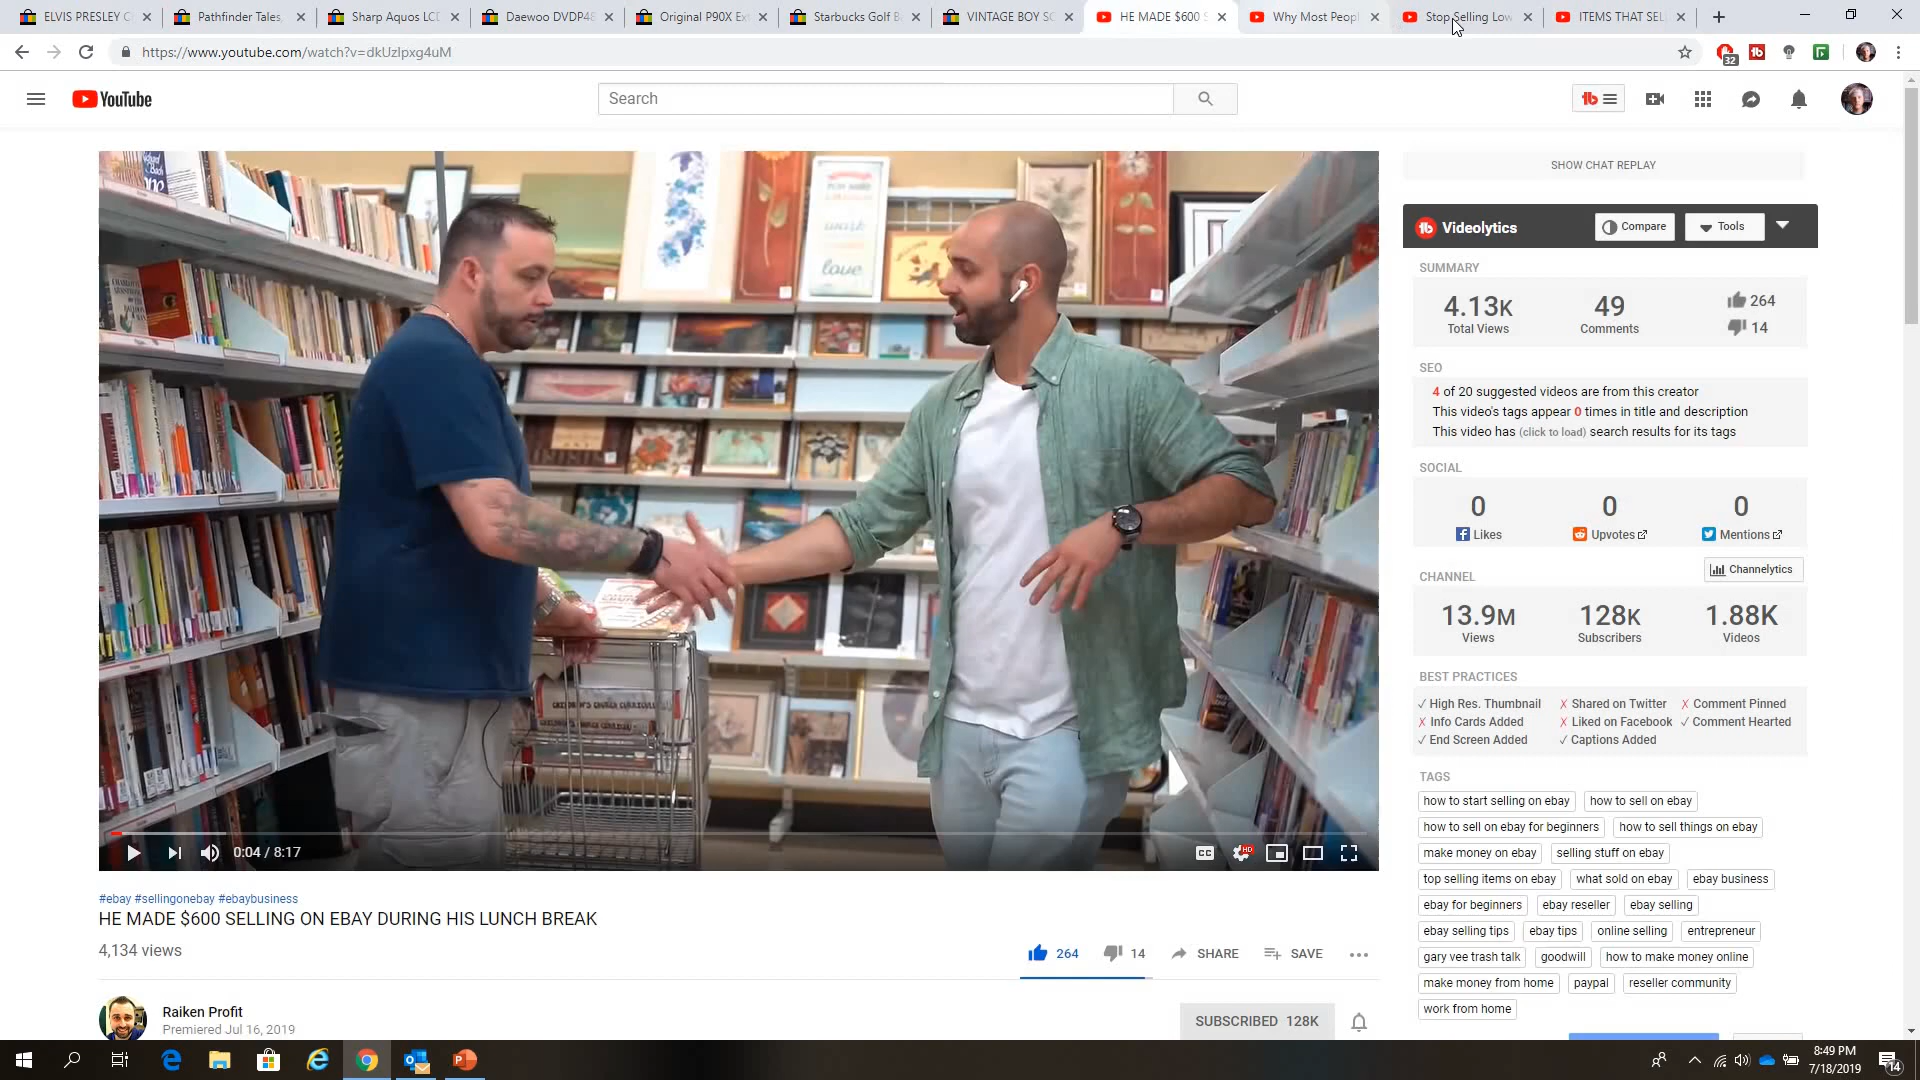 ELVIS PRESLEY C
Pathfinder Tales,
Sharp Aquos LCD
Daewoo DVDP48
Original P90X Ext
Starbucks Golf B
VINTAGE BOY SC
HE MADE $600 S
Why Most Peopl
Stop Selling Low
ITEMS THAT SEL
https://www.youtube.com/watch?v=dkUzlpxg4uM
32
YouTube
Search
SHOW CHAT REPLAY
work
love
CHILDREN'S CHURCH CURRICULUM
0:04 / 8:17
CC
HD
#ebay #sellingonebay #ebaybusiness
HE MADE $600 SELLING ON EBAY DURING HIS LUNCH BREAK
4,134 views
264
14
SHARE
SAVE
Raiken Profit
Premiered Jul 16, 2019
SUBSCRIBED 128K
Videolytics
Compare
Tools
SUMMARY
4.13K
Total Views
49
Comments
264
14
SEO
4 of 20 suggested videos are from this creator
This video's tags appear 0 times in title and description
This video has (click to load) search results for its tags
SOCIAL
0
Likes
0
Upvotes
0
Mentions
CHANNEL
Channelytics
13.9M
Views
128K
Subscribers
1.88K
Videos
BEST PRACTICES
✓ High Res. Thumbnail
✗ Shared on Twitter
✗ Comment Pinned
✗ Info Cards Added
✗ Liked on Facebook
✓ Comment Hearted
✓ End Screen Added
✓ Captions Added
TAGS
how to start selling on ebay
how to sell on ebay
how to sell on ebay for beginners
how to sell things on ebay
make money on ebay
selling stuff on ebay
top selling items on ebay
what sold on ebay
ebay business
ebay for beginners
ebay reseller
ebay selling
ebay selling tips
ebay tips
online selling
entrepreneur
gary vee trash talk
goodwill
how to make money online
make money from home
paypal
reseller community
work from home
8:49 PM
7/18/2019
14